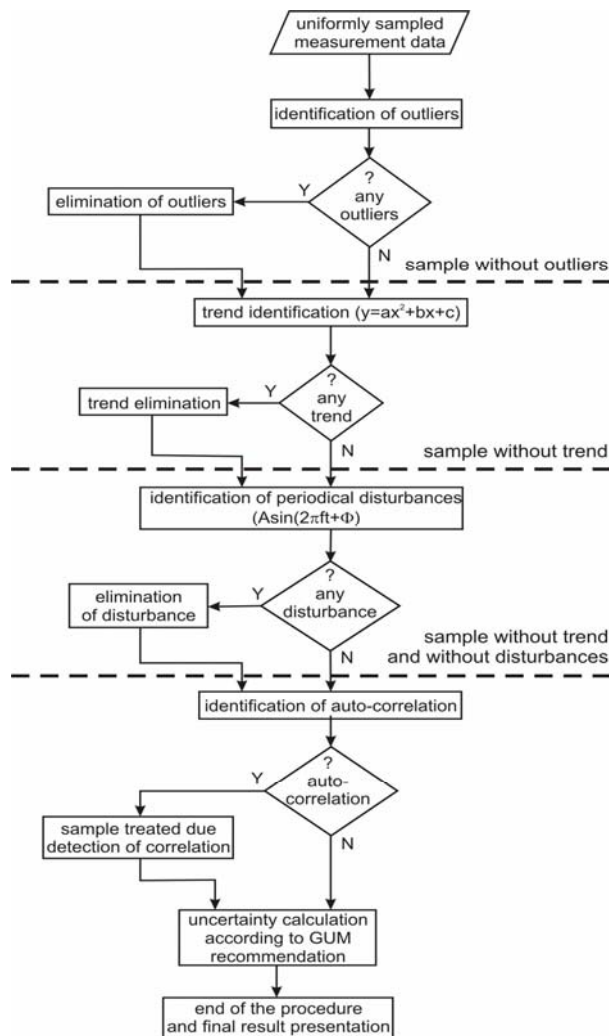 uniformly sampled
measurement data
identification of outliers
?
any
outliers
Y
elimination of outliers
N
sample without outliers
trend identification (y=ax²+bx+c)
?
any
trend
Y
trend elimination
N
sample without trend
identification of periodical disturbances
(Asin(2πft+Φ)
?
any
disturbance
Y
elimination
of disturbance
N
sample without trend
and without disturbances
identification of auto-correlation
?
auto-
correlation
Y
sample treated due
detection of correlation
N
uncertainty calculation
according to GUM
recommendation
end of the procedure
and final result presentation